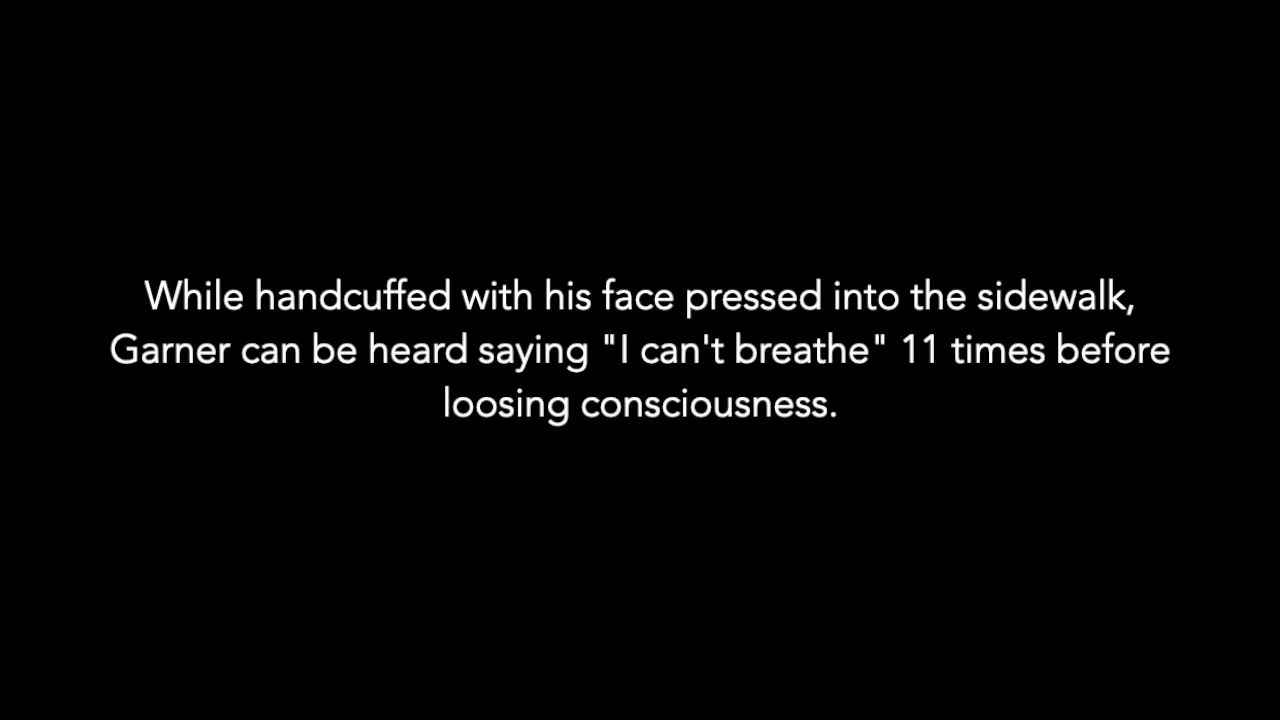 While handcuffed with his face pressed into the sidewalk,
Garner can be heard saying "I can't breathe" 11 times before
loosing consciousness.